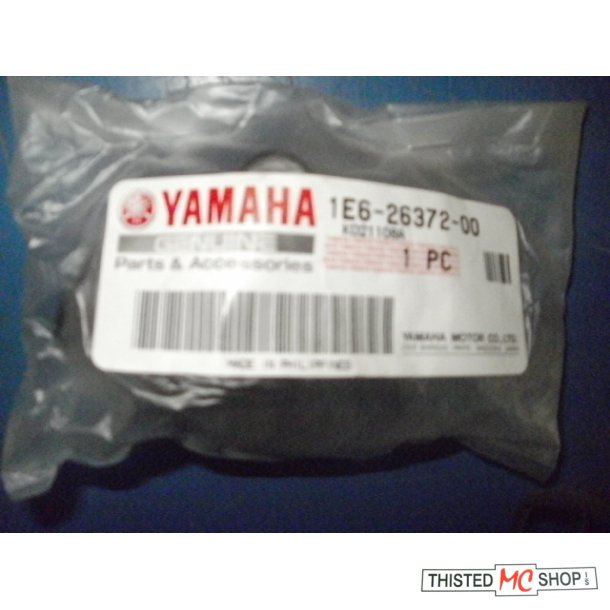 YAMAHA
GENUINE
Parts & Accessories
1E6-26372-00
K021108A
1 PC
YAMAHA MOTOR CO.,LTD.
MADE IN PHILIPPINES
THISTED MC SHOP I/S